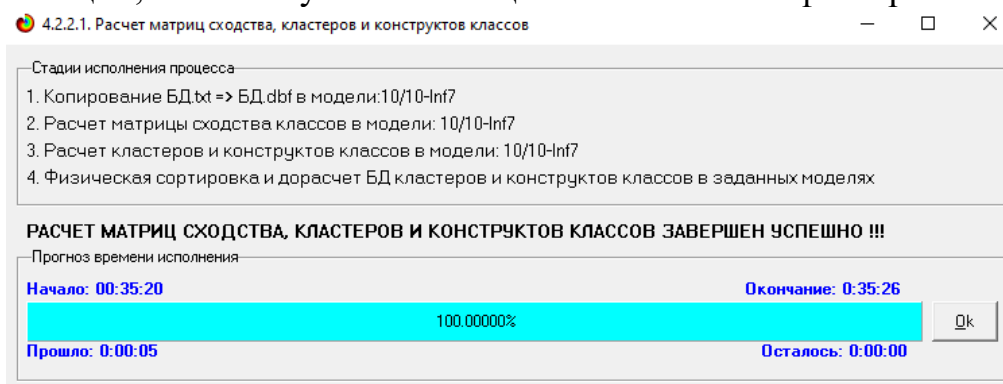 4.2.2.1. Расчет матриц сходства, кластеров и конструктов классов
Стадии исполнения процесса
1. Копирование БД.txt => БД.dbf в модели:10/10-Inf7
2. Расчет матрицы сходства классов в модели: 10/10-Inf7
3. Расчет кластеров и конструктов классов в модели: 10/10-Inf7
4. Физическая сортировка и дорасчет БД кластеров и конструктов классов в заданных моделях
РАСЧЕТ МАТРИЦ СХОДСТВА, КЛАСТЕРОВ И КОНСТРУКТОВ КЛАССОВ ЗАВЕРШЕН УСПЕШНО !!!
Прогноз времени исполнения
Начало: 00:35:20 Окончание: 0:35:26
100.00000% Ok
Прошло: 0:00:05 Осталось: 0:00:00